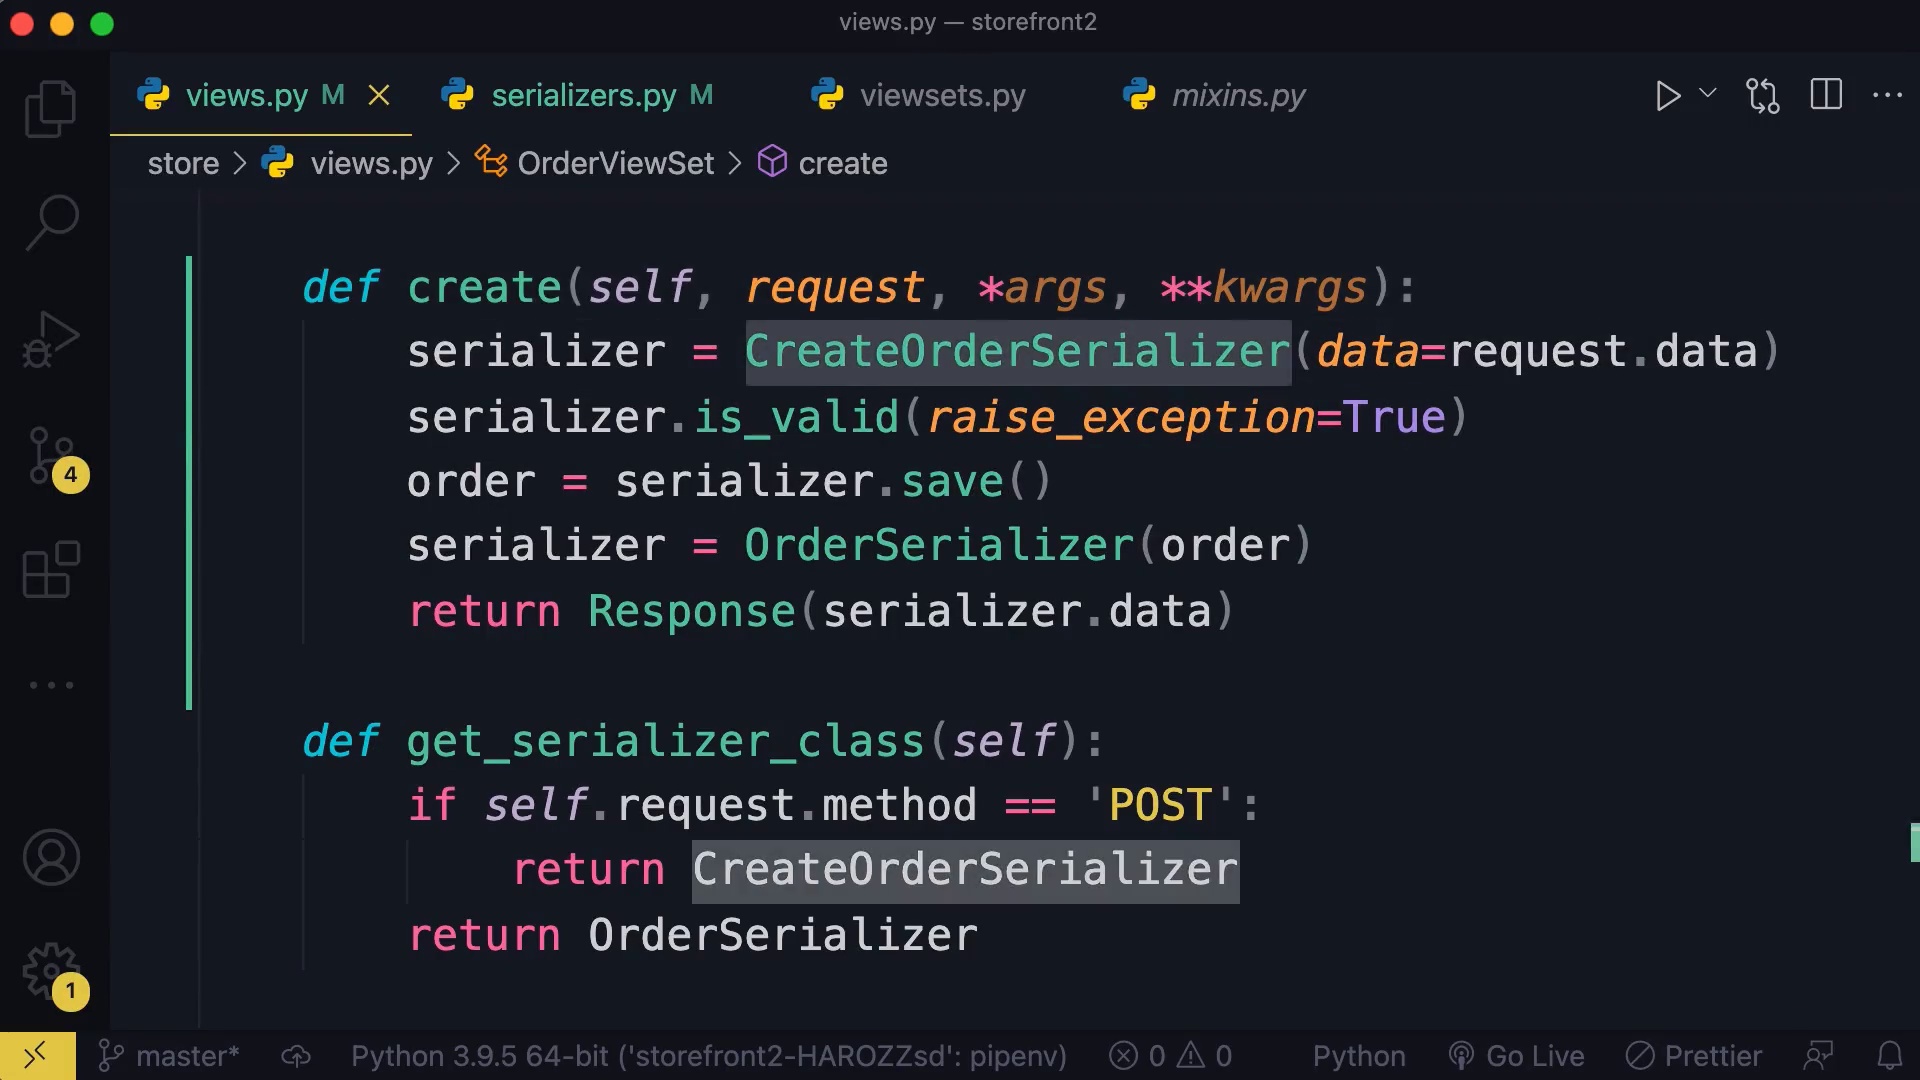 views.py — storefront2
views.py M
serializers.py M
viewsets.py
mixins.py
store > views.py > OrderViewSet > create
def create(self, request, *args, **kwargs):
serializer = CreateOrderSerializer(data=request.data)
serializer.is_valid(raise_exception=True)
order = serializer.save()
serializer = OrderSerializer(order)
return Response(serializer.data)
def get_serializer_class(self):
if self.request.method == 'POST':
return CreateOrderSerializer
return OrderSerializer
4
1
master* Python 3.9.5 64-bit ('storefront2-HAROZZsd': pipenv) 0 0 Python Go Live Prettier